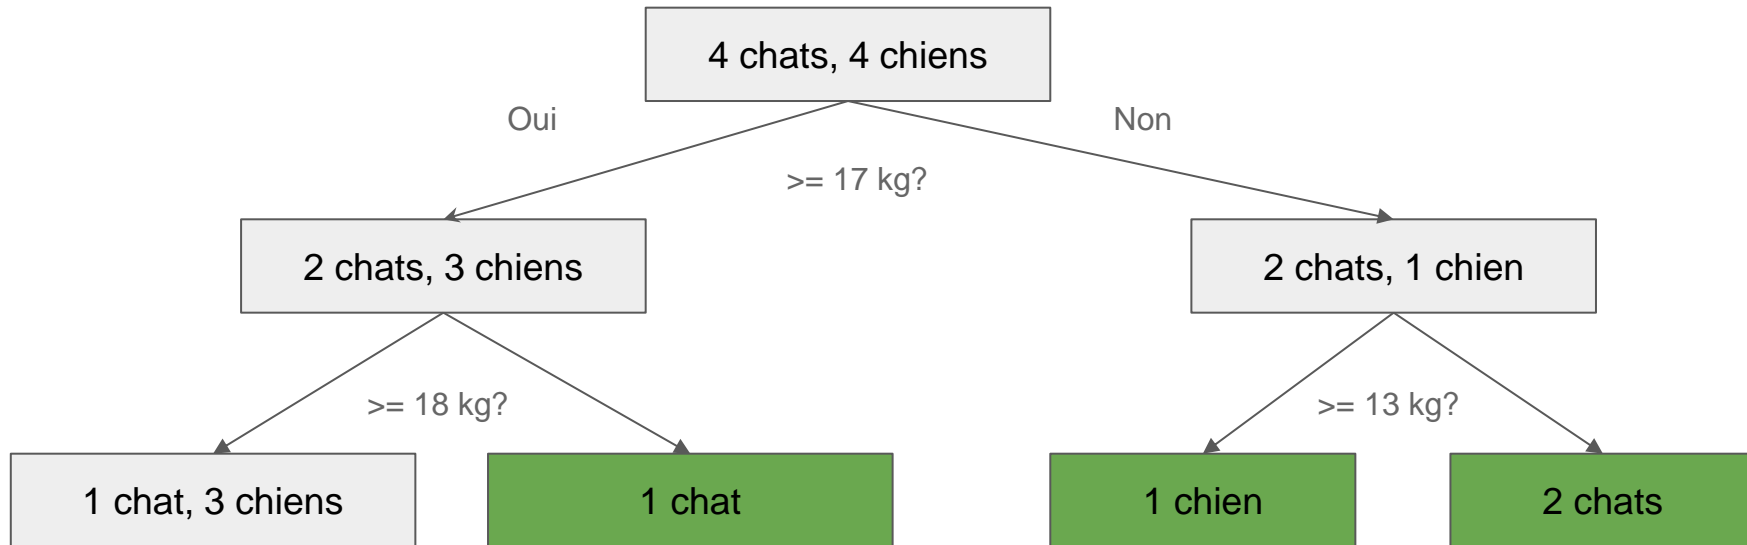 4 chats, 4 chiens
Oui
Non
>= 17 kg?
2 chats, 3 chiens
2 chats, 1 chien
>= 18 kg?
>= 13 kg?
1 chat, 3 chiens
1 chat
1 chien
2 chats